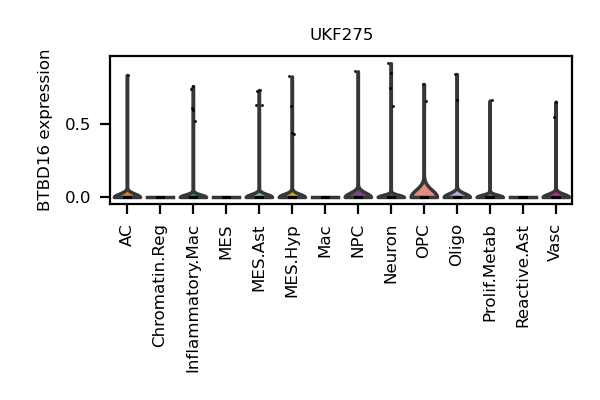 UKF275
BTBD16 expression
0.5
0.0
AC
Chromatin.Reg
Inflammatory.Mac
MES
MES.Ast
MES.Hyp
Mac
NPC
Neuron
OPC
Oligo
Prolif.Metab
Reactive.Ast
Vasc